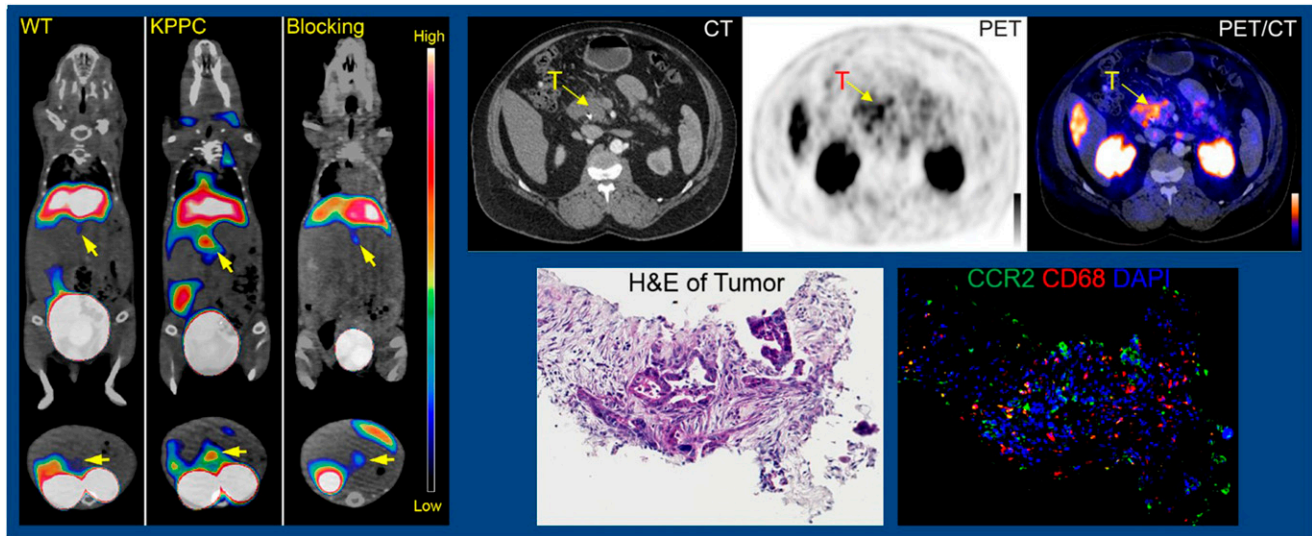 WT
KPPC
Blocking
High
Low
CT
T
PET
T
PET/CT
T
H&E of Tumor
CCR2 CD68 DAPI